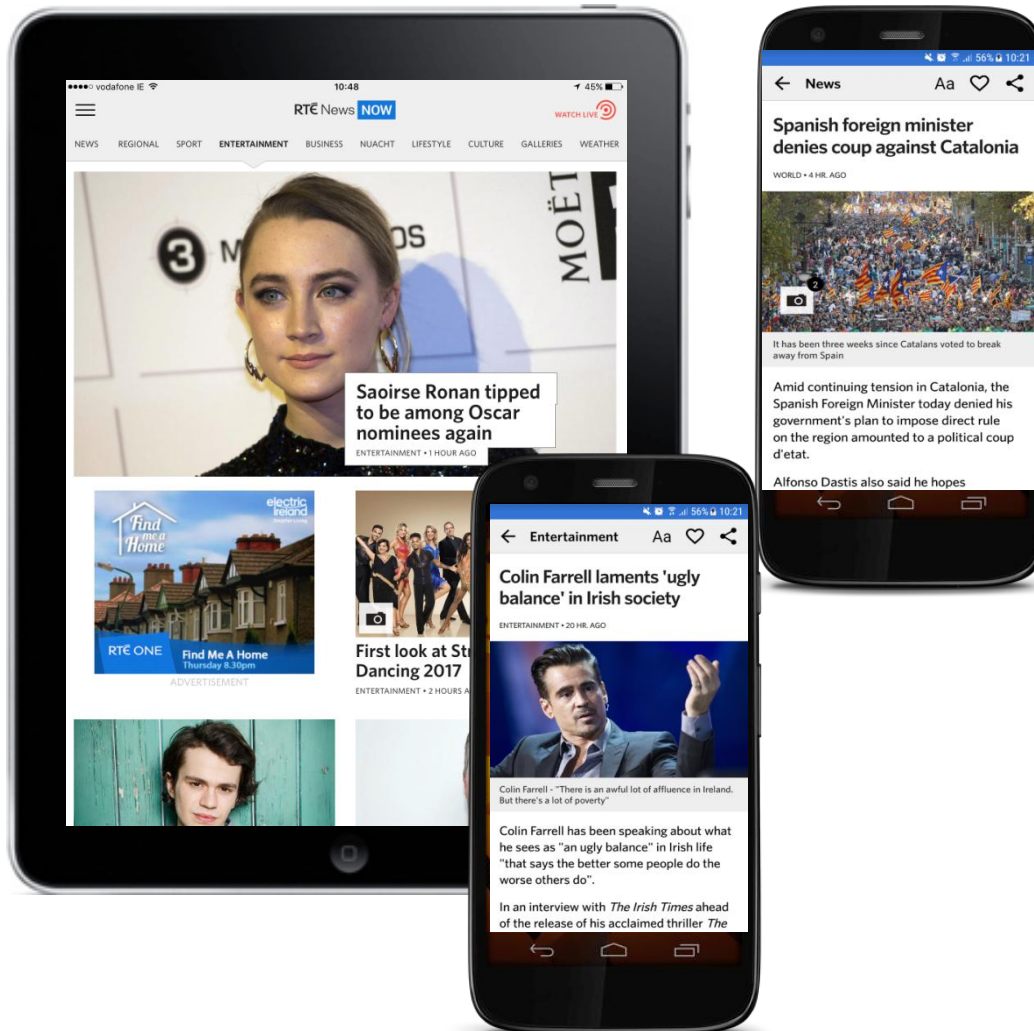 vodafone IE
10:48
45%
RTÉ News NOW
WATCH LIVE
NEWS REGIONAL SPORT ENTERTAINMENT BUSINESS NUACHT LIFESTYLE CULTURE GALLERIES WEATHER
3
MOËT
Saoirse Ronan tipped
to be among Oscar
nominees again
ENTERTAINMENT • 1 HOUR AGO
Find
me a
Home
electric
Ireland
RTÉ ONE
Find Me A Home
Thursday 8.30pm
ADVERTISEMENT
First look at St
Dancing 2017
ENTERTAINMENT • 2 HOURS A
56% 10:21
Entertainment Aa
Colin Farrell laments 'ugly
balance' in Irish society
ENTERTAINMENT • 20 HR. AGO
Colin Farrell - "There is an awful lot of affluence in Ireland.
But there's a lot of poverty"
Colin Farrell has been speaking about what
he sees as "an ugly balance" in Irish life
"that says the better some people do the
worse others do".
In an interview with The Irish Times ahead
of the release of his acclaimed thriller The
56% 10:21
News Aa
Spanish foreign minister
denies coup against Catalonia
WORLD • 4 HR. AGO
2
It has been three weeks since Catalans voted to break
away from Spain
Amid continuing tension in Catalonia, the
Spanish Foreign Minister today denied his
government's plan to impose direct rule
on the region amounted to a political coup
d'etat.
Alfonso Dastis also said he hopes